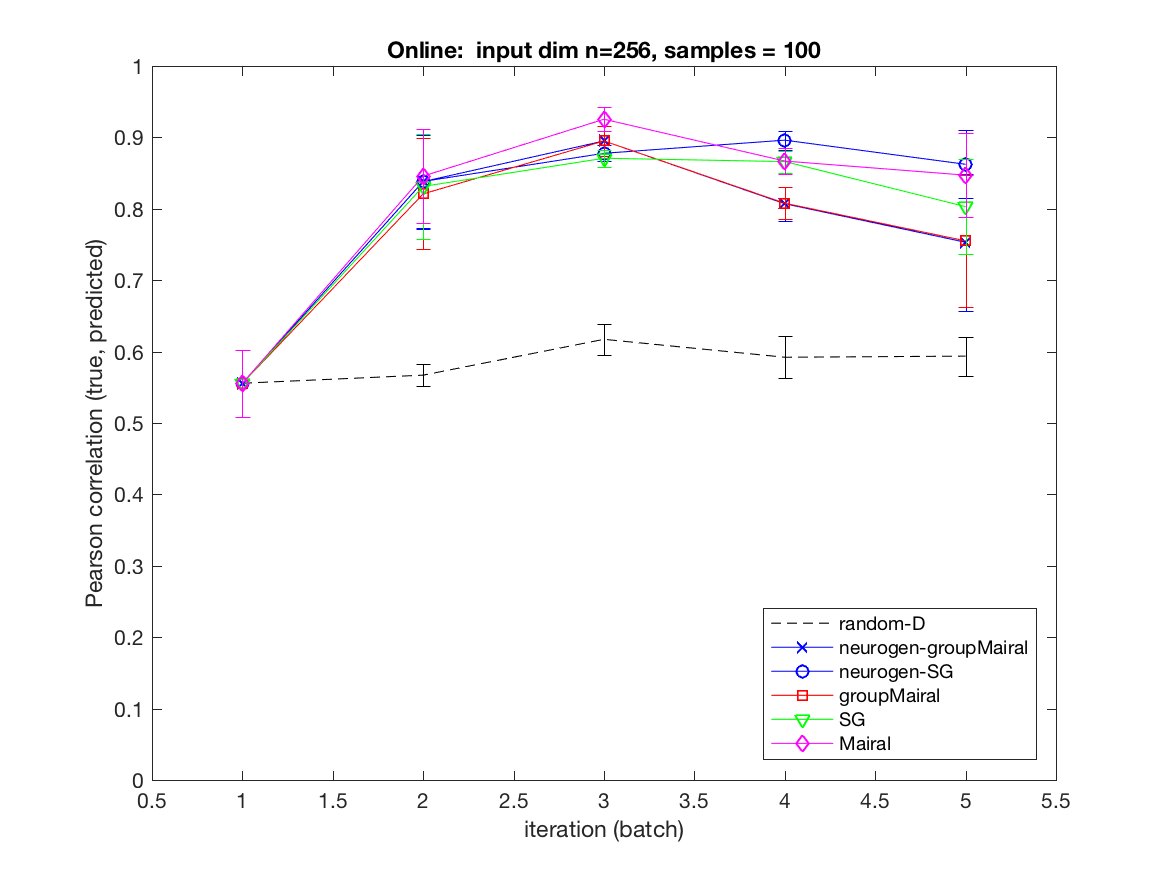 Online:  input dim n=256, samples = 100
1
0.9
0.8
0.7
0.6
0.5
0.4
0.3
0.2
0.1
0
Pearson correlation (true, predicted)
random-D
neurogen-groupMairal
neurogen-SG
groupMairal
SG
Mairal
0.5 1 1.5 2 2.5 3 3.5 4 4.5 5 5.5
iteration (batch)